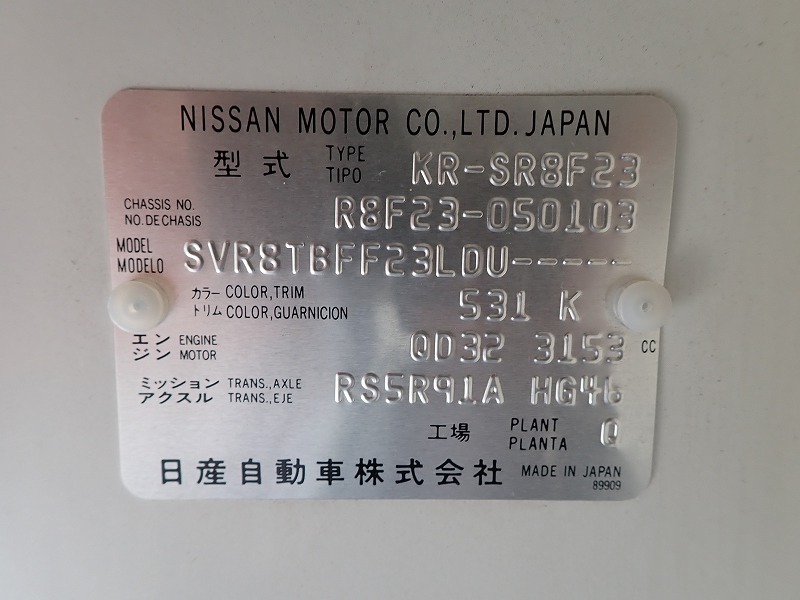 NISSAN MOTOR CO.,LTD. JAPAN
型式 TYPE TIPO KR-SR8F23
CHASSIS NO. NO. DE CHASIS R8F23-050103
MODEL MODELO SVR8TBFF23LDU-----
カラー COLOR,TRIM
トリム COLOR,GUARNICION 531 K
エンジン ENGINE MOTOR QD32 3153 CC
ミッション TRANS.,AXLE
アクスル TRANS.,EJE RS5R91A HG46
工場 PLANT PLANTA Q
日産自動車株式会社 MADE IN JAPAN
89909